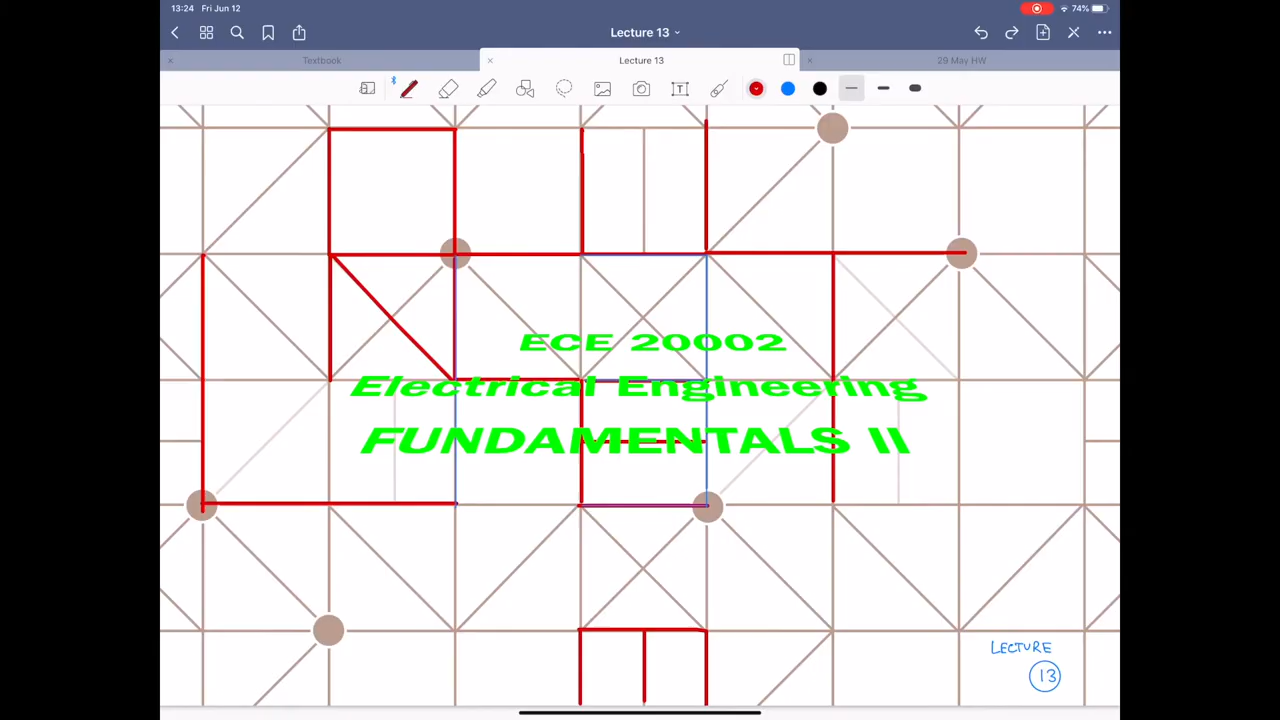 13:24 Fri Jun 12
74%
Lecture 13
Textbook
Lecture 13
29 May HW
T
ECE 20002
Electrical Engineering
FUNDAMENTALS II
LECTURE
13